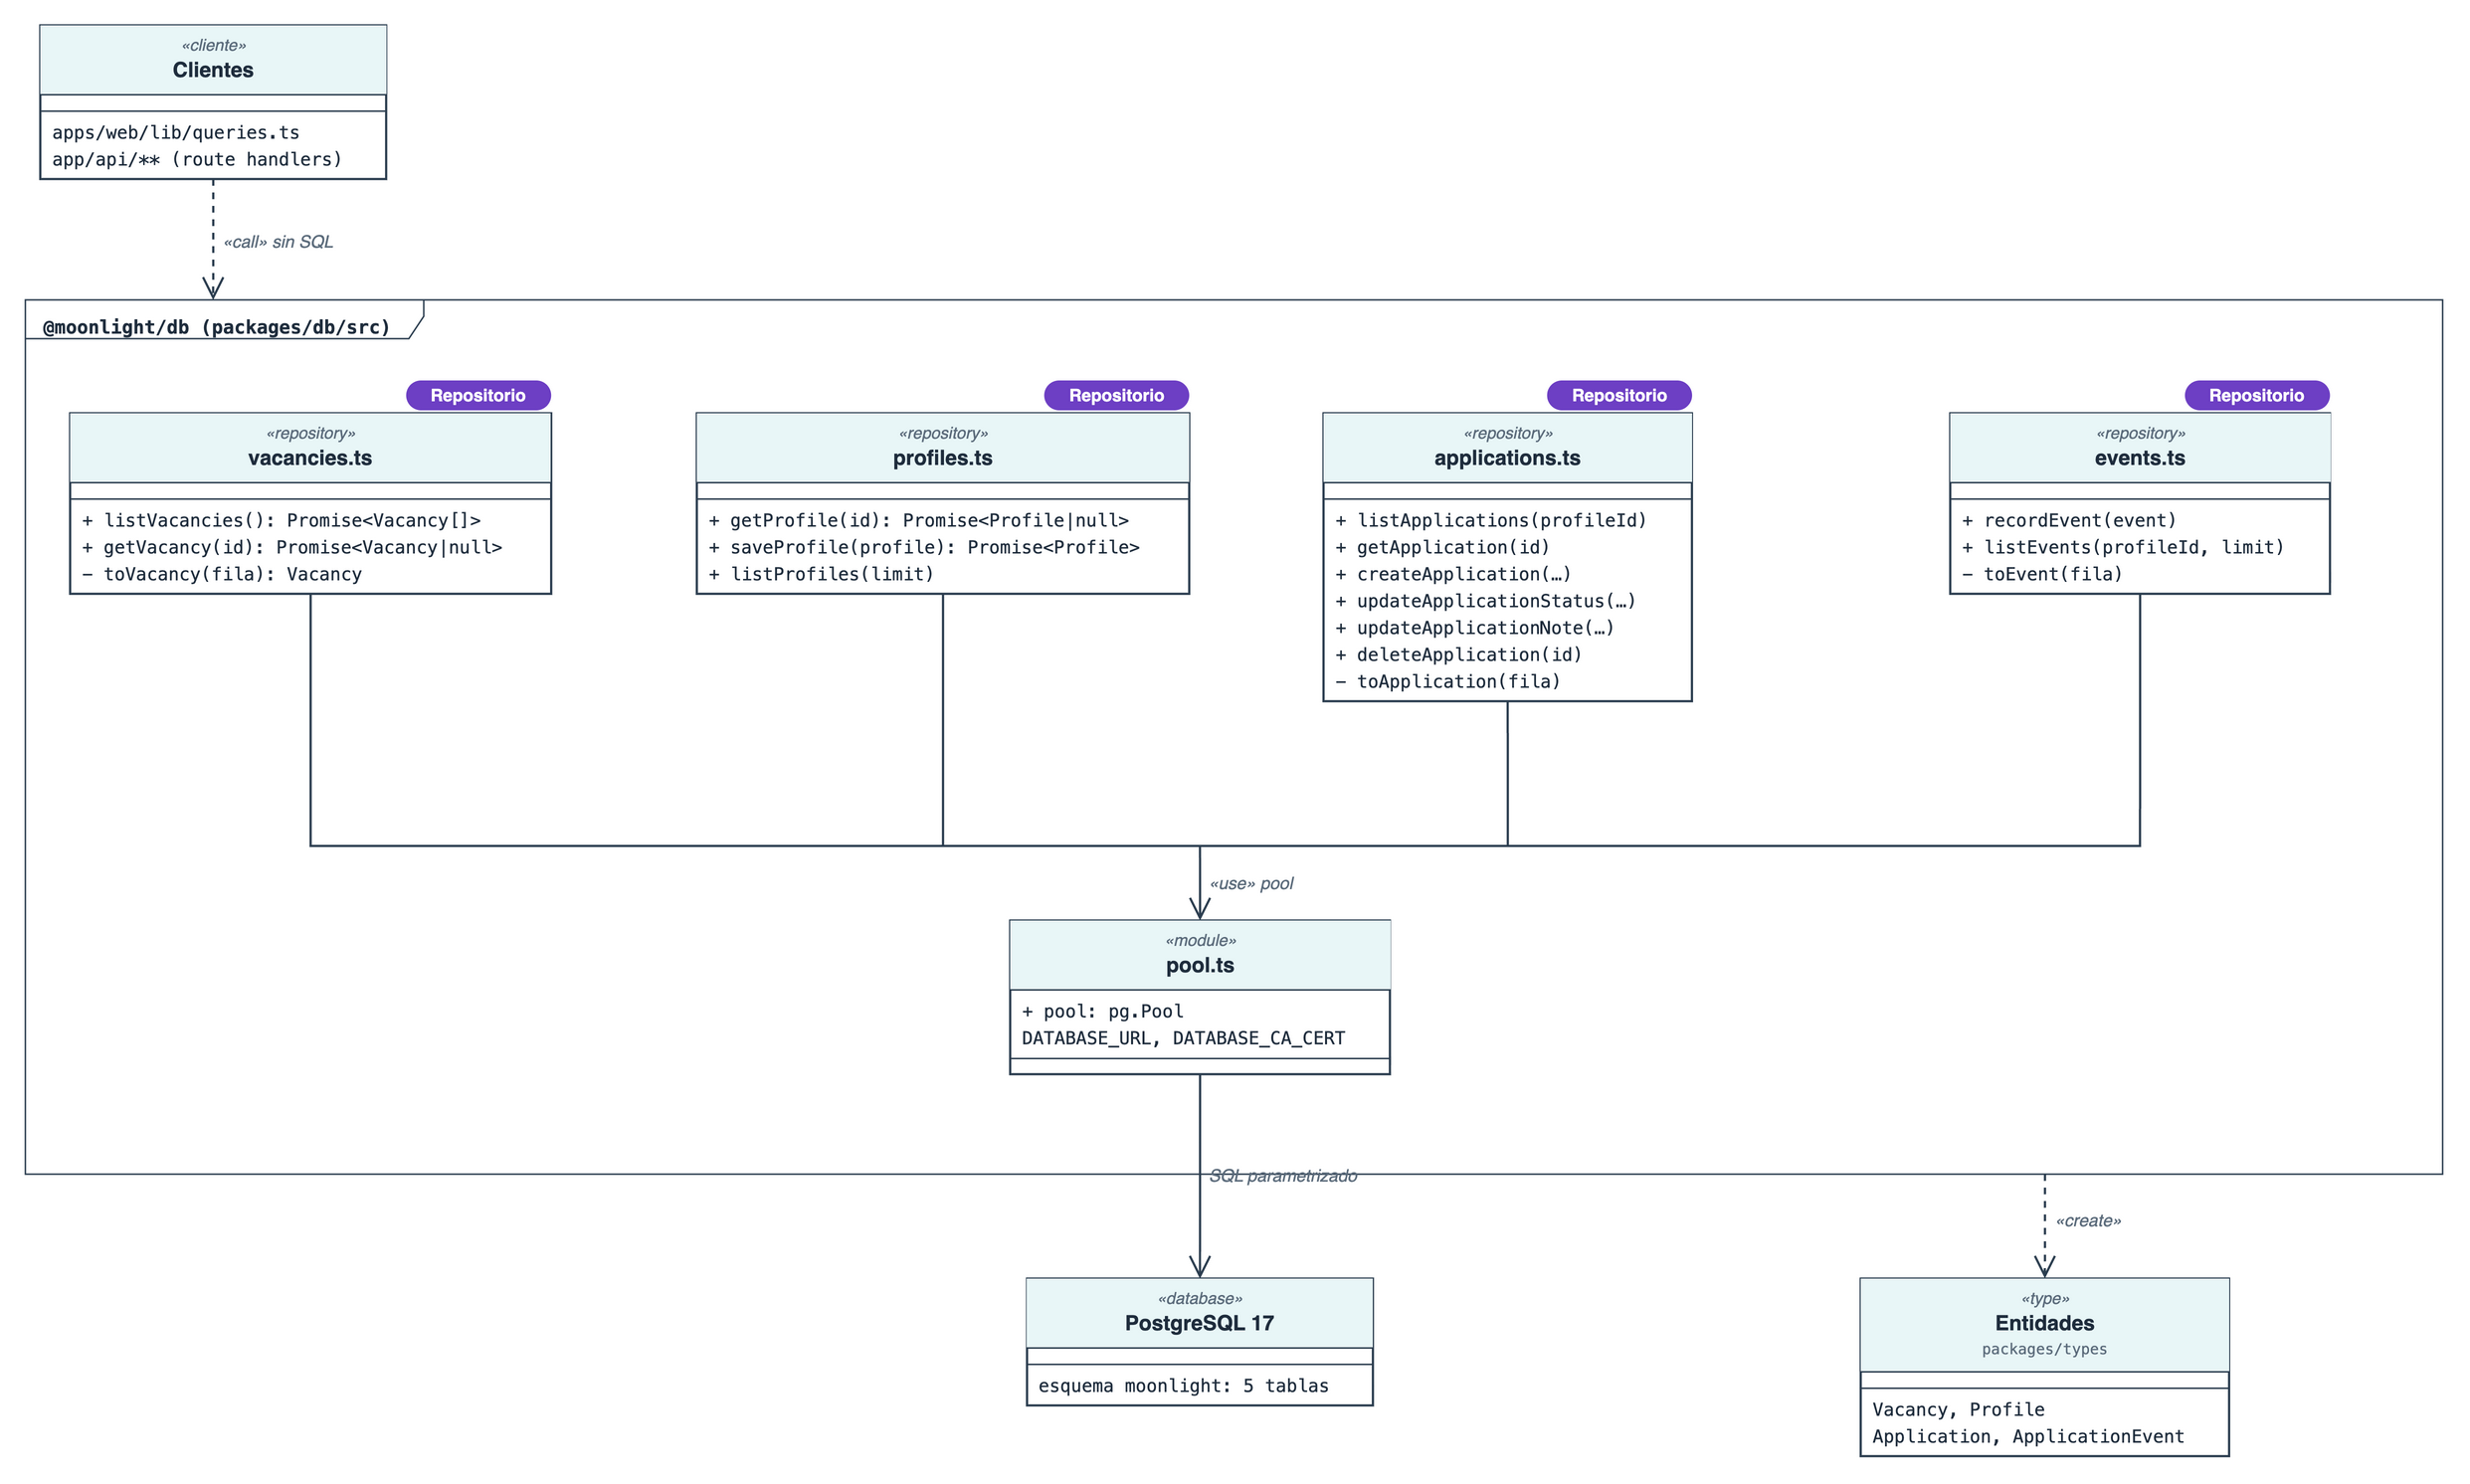 «cliente»
Clientes
apps/web/lib/queries.ts
app/api/** (route handlers)
«call» sin SQL
@moonlight/db (packages/db/src)
Repositorio
«repository»
vacancies.ts
+ listVacancies(): Promise<Vacancy[]>
+ getVacancy(id): Promise<Vacancy|null>
− toVacancy(fila): Vacancy
Repositorio
«repository»
profiles.ts
+ getProfile(id): Promise<Profile|null>
+ saveProfile(profile): Promise<Profile>
+ listProfiles(limit)
Repositorio
«repository»
applications.ts
+ listApplications(profileId)
+ getApplication(id)
+ createApplication(…)
+ updateApplicationStatus(…)
+ updateApplicationNote(…)
+ deleteApplication(id)
− toApplication(fila)
Repositorio
«repository»
events.ts
+ recordEvent(event)
+ listEvents(profileId, limit)
− toEvent(fila)
«use» pool
«module»
pool.ts
+ pool: pg.Pool
DATABASE_URL, DATABASE_CA_CERT
SQL parametrizado
«create»
«database»
PostgreSQL 17
esquema moonlight: 5 tablas
«type»
Entidades
packages/types
Vacancy, Profile
Application, ApplicationEvent